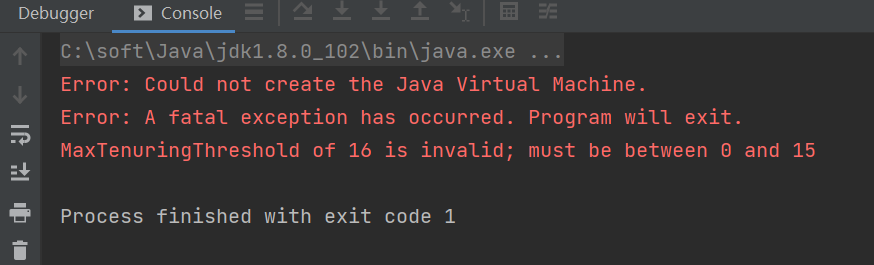 Debugger Console
C:\soft\Java\jdk1.8.0_102\bin\java.exe ...
Error: Could not create the Java Virtual Machine.
Error: A fatal exception has occurred. Program will exit.
MaxTenuringThreshold of 16 is invalid; must be between 0 and 15
Process finished with exit code 1